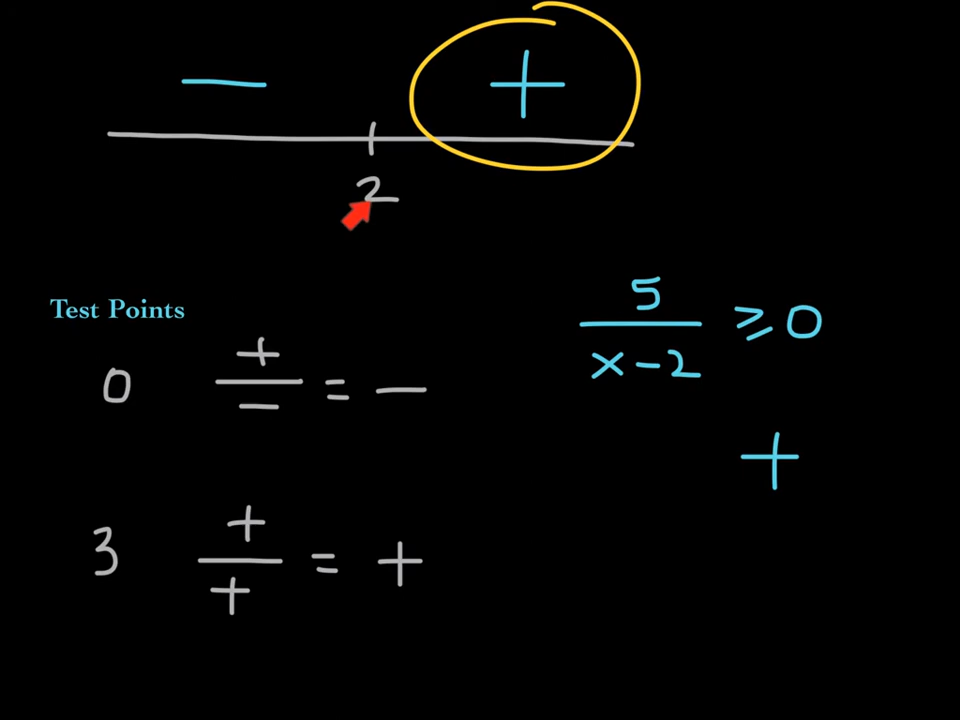 − +
2
Test Points
5/(x−2) ≥ 0
0 +/− = −
+
3 +/+ = +